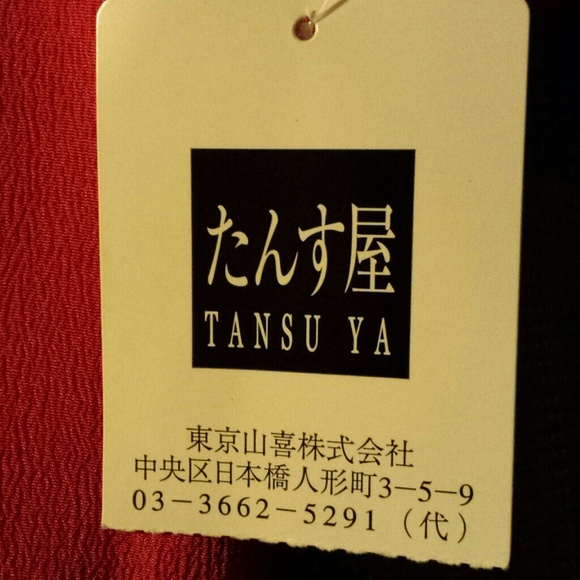 たんす屋
TANSU YA
東京山喜株式会社
中央区日本橋人形町3−5−9
03−3662−5291（代）